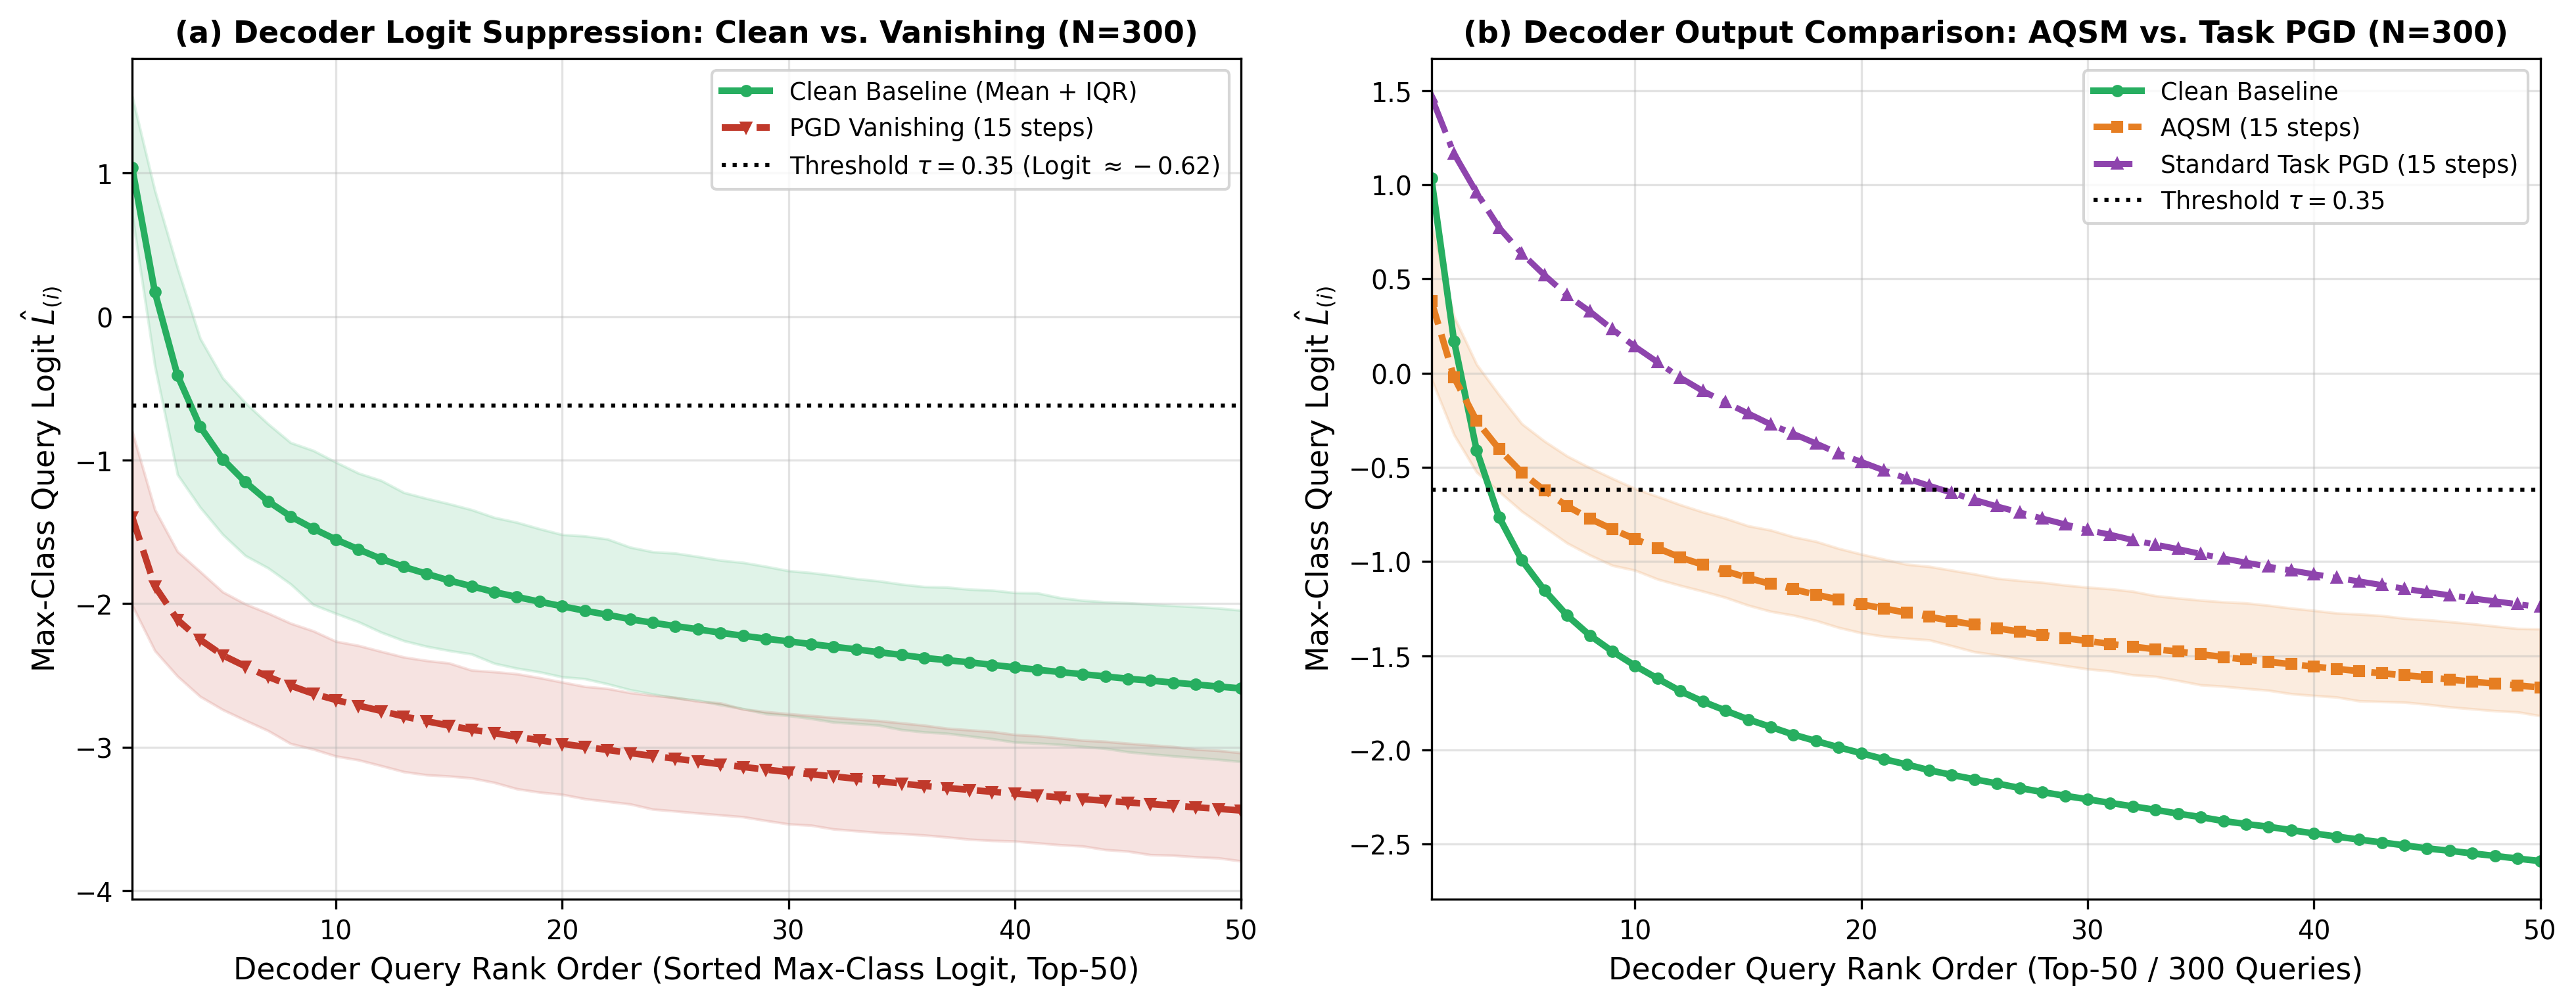 (a) Decoder Logit Suppression: Clean vs. Vanishing (N=300)
Clean Baseline (Mean + IQR)
PGD Vanishing (15 steps)
Threshold τ = 0.35 (Logit ≈ −0.62)
Max-Class Query Logit L̂(i)
1
0
−1
−2
−3
−4
10 20 30 40 50
Decoder Query Rank Order (Sorted Max-Class Logit, Top-50)
(b) Decoder Output Comparison: AQSM vs. Task PGD (N=300)
Clean Baseline
AQSM (15 steps)
Standard Task PGD (15 steps)
Threshold τ = 0.35
Max-Class Query Logit L̂(i)
1.5
1.0
0.5
0.0
−0.5
−1.0
−1.5
−2.0
−2.5
10 20 30 40 50
Decoder Query Rank Order (Top-50 / 300 Queries)